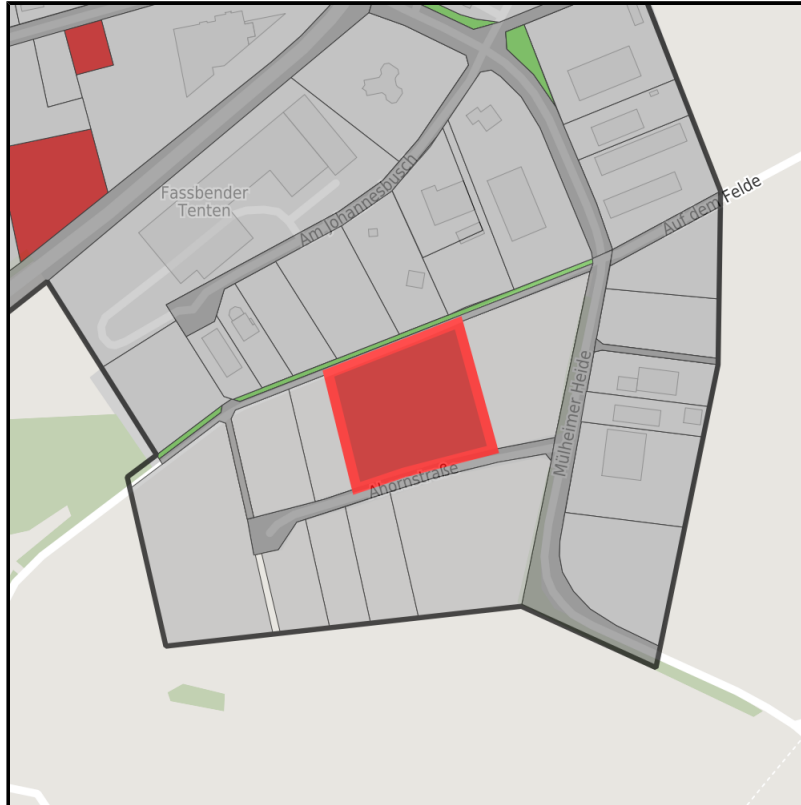 Fassbender
Tenten
Am Johannesbusch
Auf dem Felde
Mülheimer Heide
Ahornstraße